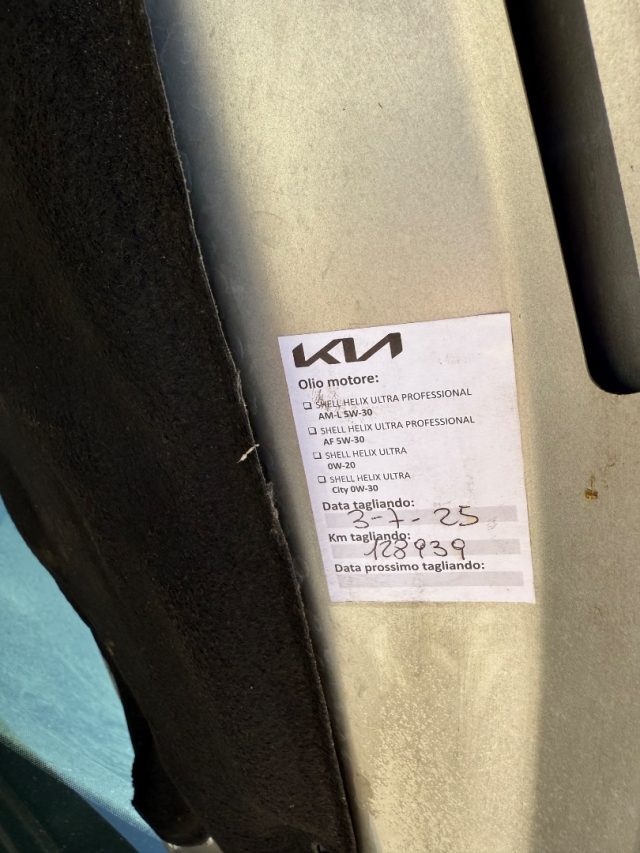 KIA
Olio motore:
❑ SHELL HELIX ULTRA PROFESSIONAL
AM-L 5W-30
❑ SHELL HELIX ULTRA PROFESSIONAL
AF 5W-30
❑ SHELL HELIX ULTRA
0W-20
❑ SHELL HELIX ULTRA
City 0W-30
Data tagliando:
3-7-25
Km tagliando:
128939
Data prossimo tagliando: